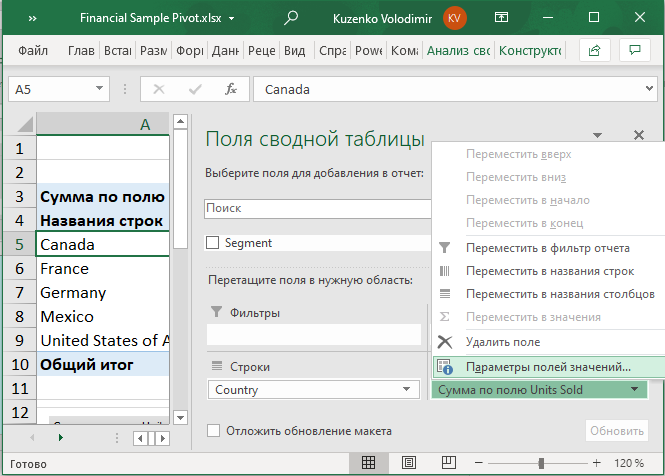 »
Financial Sample Pivot.xlsx
Kuzenko Volodimir
KV
Файл Глав Встав Разм Форм Данн Реце Вид Спра Powe Кома Анализ свс Конструктс
A5
fx
Canada
A
1
2
3 Сумма по полю
4 Названия строк
5 Canada
6 France
7 Germany
8 Mexico
9 United States of A
10 Общий итог
11
12
Поля сводной таблицы
Выберите поля для добавления в отчет:
Поиск
Segment
Перетащите поля в нужную область:
Фильтры
Строки
Country
Сумма по полю Units Sold
Отложить обновление макета
Обновить
Переместить вверх
Переместить вниз
Переместить в начало
Переместить в конец
Переместить в фильтр отчета
Переместить в названия строк
Переместить в названия столбцов
Σ Переместить в значения
Удалить поле
Параметры полей значений...
Готово
120 %